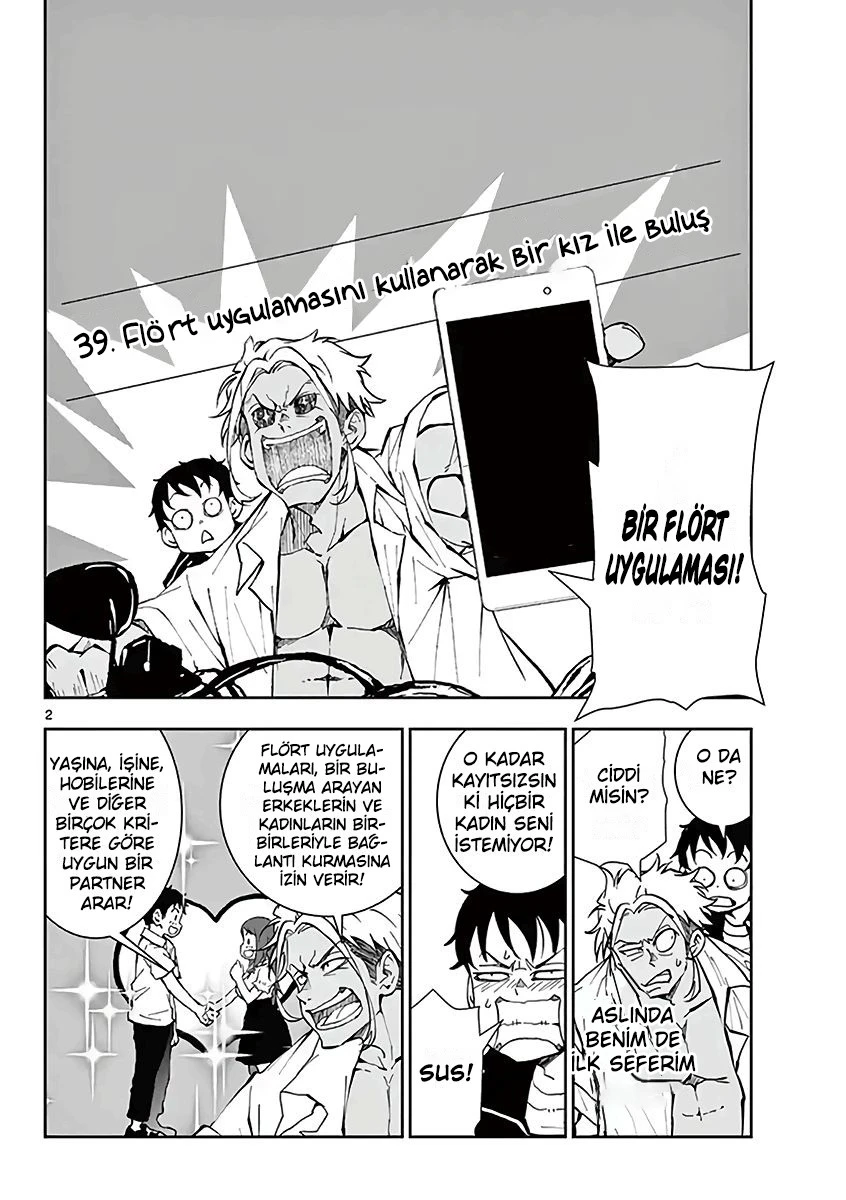 39. Flört uygulamasını kullanarak Bir kız ile Buluş
BİR FLÖRT
UYGULAMASI!
2
O DA
NE?
CİDDİ
MİSİN?
ASLINDA
BENİM DE
İLK SEFERİM
O KADAR
KAYITSIZSIN
Kİ HİÇBİR
KADIN SENİ
İSTEMİYOR!
SUS!
FLÖRT UYGULA-
MALARI, BİR BU-
LUŞMA ARAYAN
ERKEKLERİN VE
KADINLARIN BİR-
BİRLERİYLE BAĞ-
LANTI KURMASINA
İZİN VERİR!
YAŞINA, İŞİNE,
HOBİLERİNE
VE DİĞER
BİRÇOK KRİ-
TERE GÖRE
UYGUN BİR
PARTNER
ARAR!